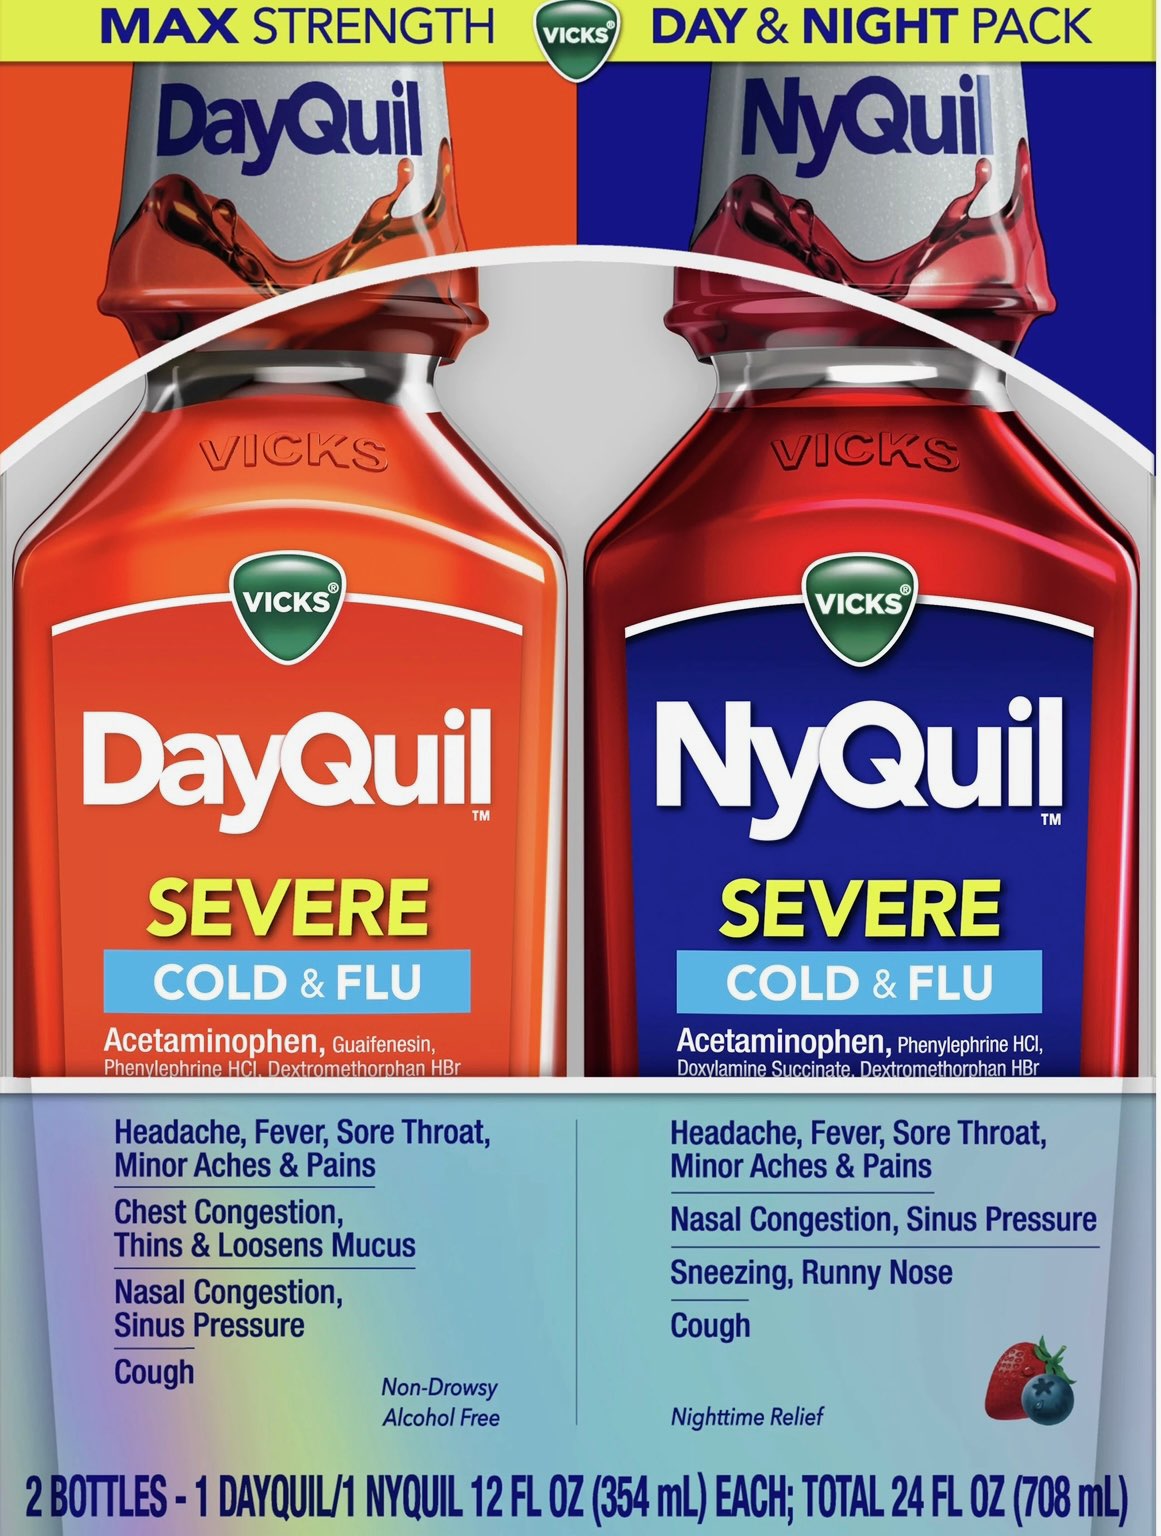 MAX STRENGTH VICKS® DAY & NIGHT PACK
DayQuil
NyQuil
VICKS
VICKS
VICKS®
DayQuil™
SEVERE
COLD & FLU
Acetaminophen, Guaifenesin,
Phenylephrine HCl, Dextromethorphan HBr
VICKS®
NyQuil™
SEVERE
COLD & FLU
Acetaminophen, Phenylephrine HCl,
Doxylamine Succinate, Dextromethorphan HBr
Headache, Fever, Sore Throat,
Minor Aches & Pains
Chest Congestion,
Thins & Loosens Mucus
Nasal Congestion,
Sinus Pressure
Cough
Non-Drowsy
Alcohol Free
Headache, Fever, Sore Throat,
Minor Aches & Pains
Nasal Congestion, Sinus Pressure
Sneezing, Runny Nose
Cough
Nighttime Relief
2 BOTTLES - 1 DAYQUIL/1 NYQUIL 12 FL OZ (354 mL) EACH; TOTAL 24 FL OZ (708 mL)